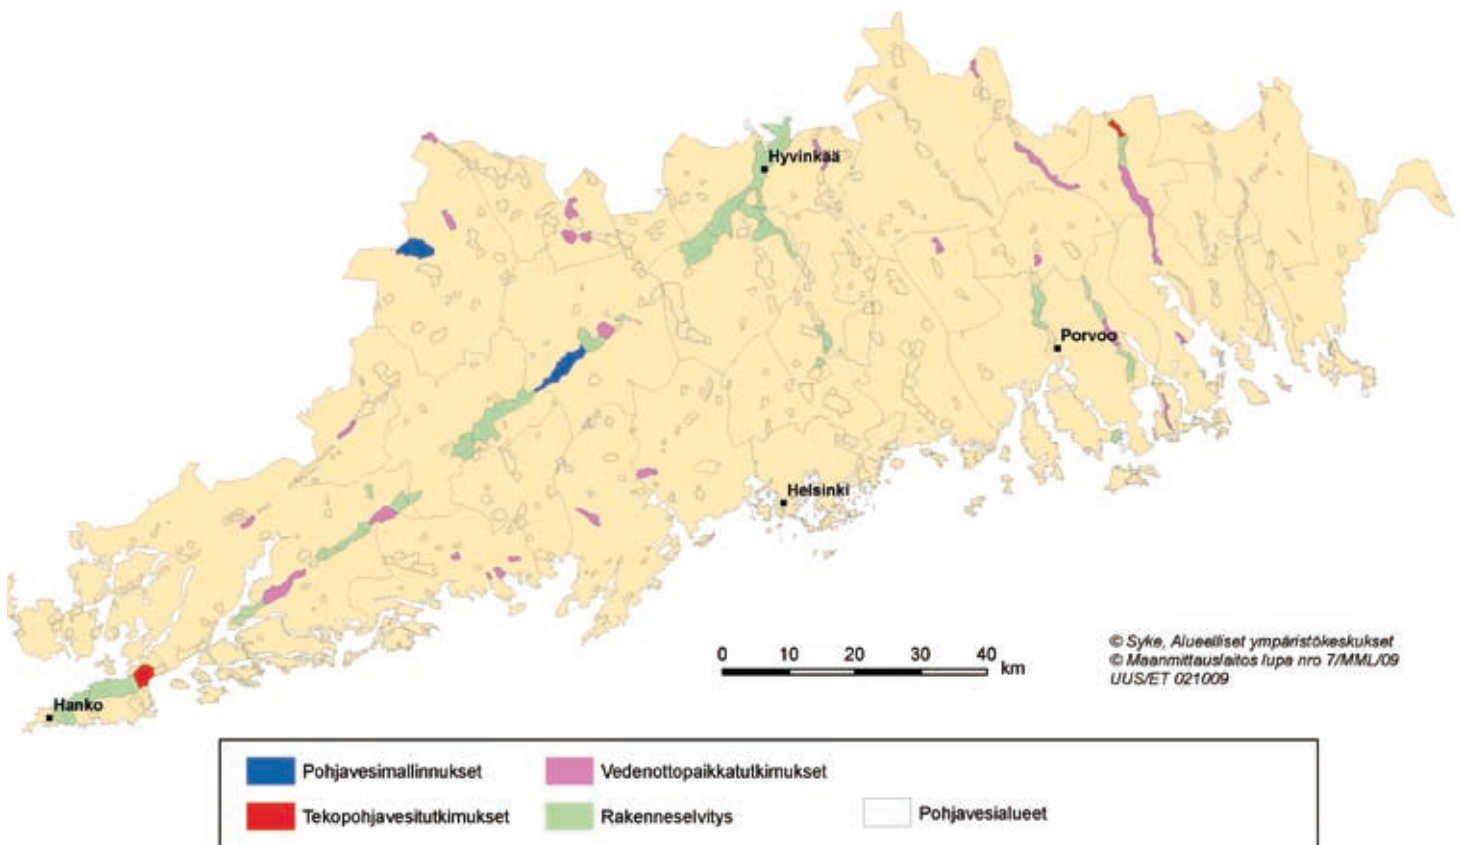 Hyvinkää
Porvoo
Helsinki
Hanko
0 10 20 30 40 km
© Syke, Alueelliset ympäristökeskukset
© Maanmittauslaitos lupa nro 7/MML/09
UUS/ET 021009
Pohjavesimallinnukset
Vedenottopaikkatutkimukset
Tekopohjavesitutkimukset
Rakenneselvitys
Pohjavesialueet